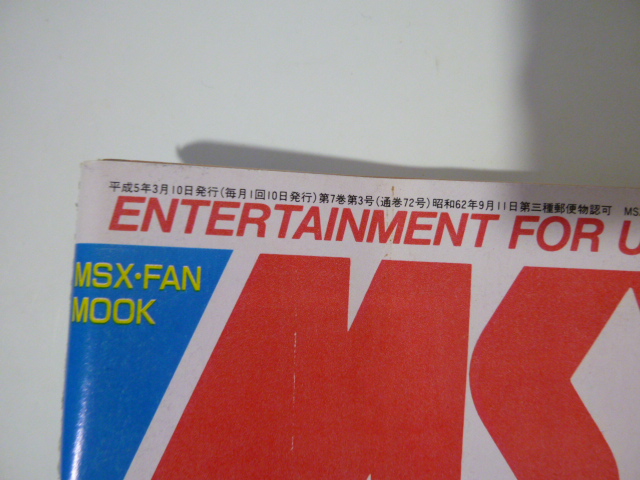 平成5年3月10日発行(毎月1回10日発行)第7巻第3号(通巻72号)昭和62年9月11日第三種郵便物認可 MS
ENTERTAINMENT FOR U
MSX・FAN
MOOK
MS